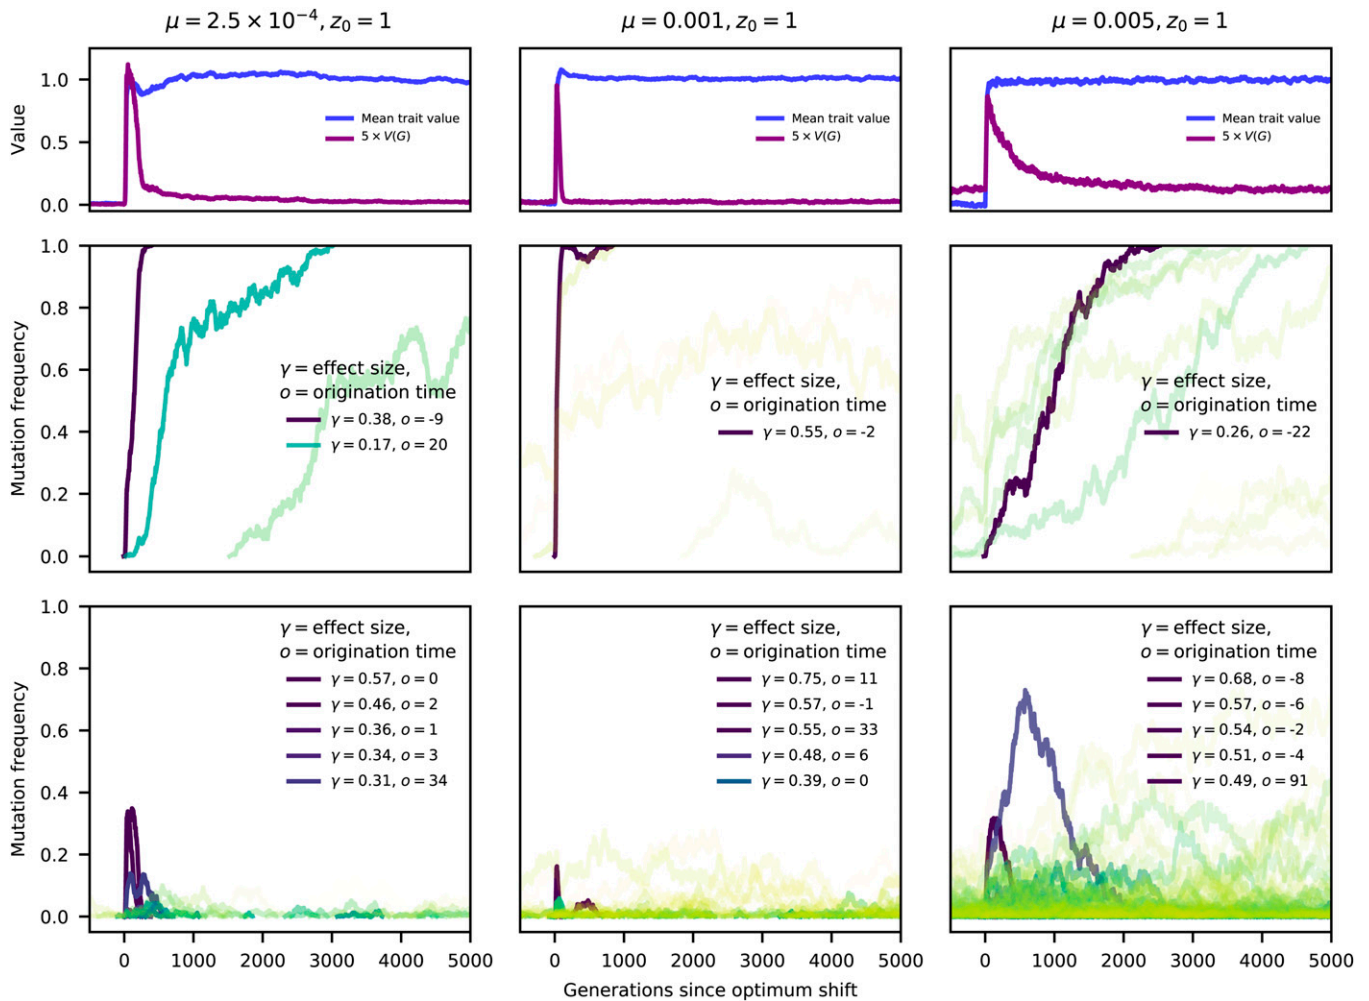 μ = 2.5 × 10⁻⁴, z₀ = 1
μ = 0.001, z₀ = 1
μ = 0.005, z₀ = 1
Value
1.0
0.5
0.0
Mean trait value
5 × V(G)
Mean trait value
5 × V(G)
Mean trait value
5 × V(G)
Mutation frequency
1.0
0.8
0.6
0.4
0.2
0.0
γ = effect size,
o = origination time
γ = 0.38, o = -9
γ = 0.17, o = 20
γ = effect size,
o = origination time
γ = 0.55, o = -2
γ = effect size,
o = origination time
γ = 0.26, o = -22
Mutation frequency
1.0
0.8
0.6
0.4
0.2
0.0
γ = effect size,
o = origination time
γ = 0.57, o = 0
γ = 0.46, o = 2
γ = 0.36, o = 1
γ = 0.34, o = 3
γ = 0.31, o = 34
γ = effect size,
o = origination time
γ = 0.75, o = 11
γ = 0.57, o = -1
γ = 0.55, o = 33
γ = 0.48, o = 6
γ = 0.39, o = 0
γ = effect size,
o = origination time
γ = 0.68, o = -8
γ = 0.57, o = -6
γ = 0.54, o = -2
γ = 0.51, o = -4
γ = 0.49, o = 91
0 1000 2000 3000 4000 5000
0 1000 2000 3000 4000 5000
0 1000 2000 3000 4000 5000
Generations since optimum shift